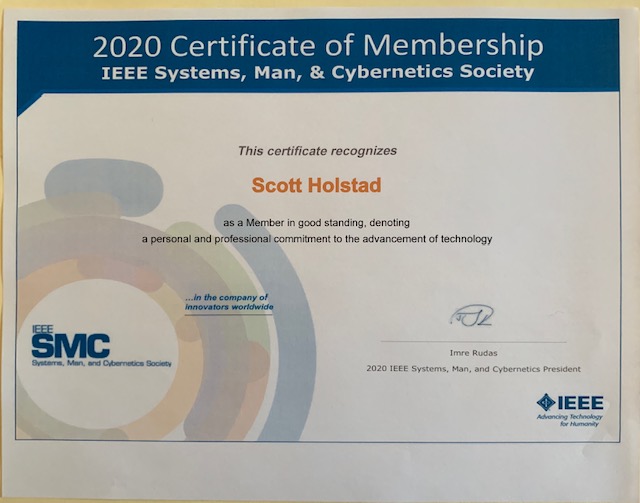 2020 Certificate of Membership
IEEE Systems, Man, & Cybernetics Society
This certificate recognizes
Scott Holstad
as a Member in good standing, denoting
a personal and professional commitment to the advancement of technology
...in the company of
innovators worldwide
IEEE
SMC
Systems, Man, and Cybernetics Society
Imre Rudas
2020 IEEE Systems, Man, and Cybernetics President
IEEE
Advancing Technology
for Humanity